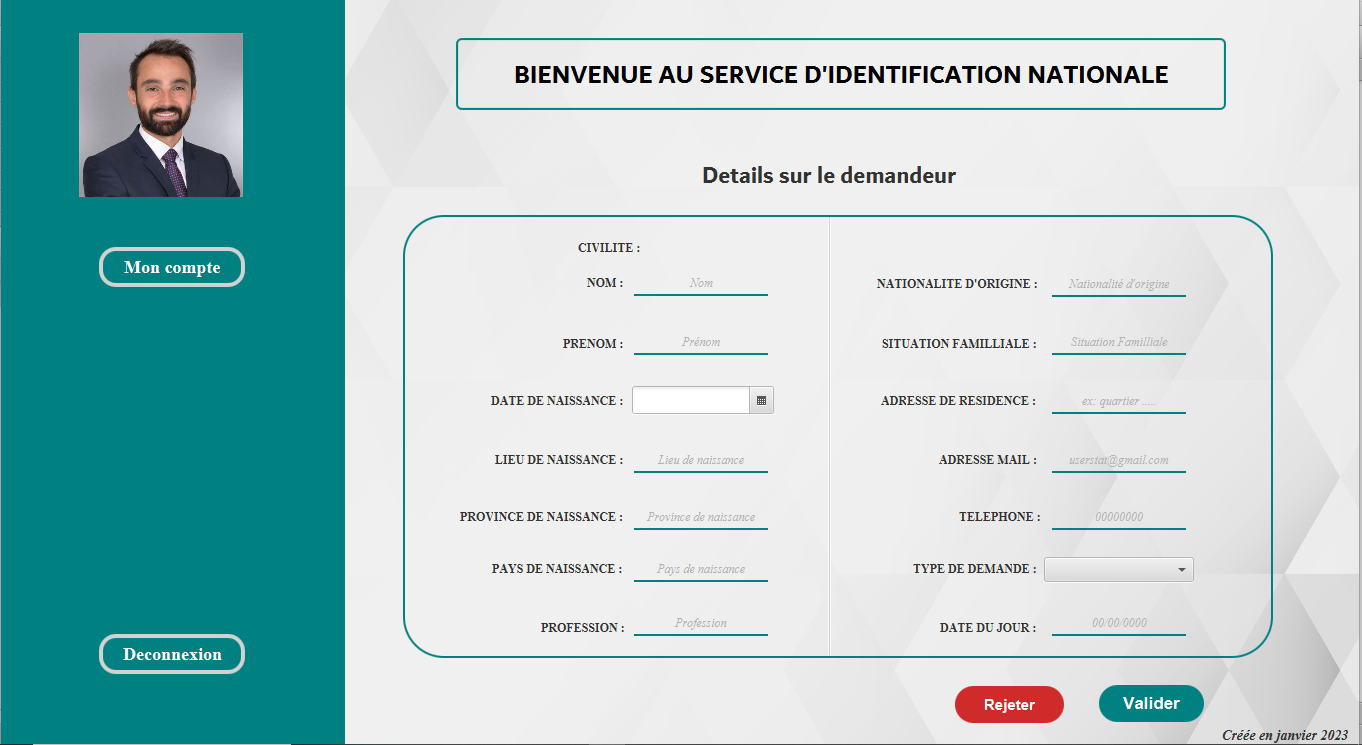 BIENVENUE AU SERVICE D'IDENTIFICATION NATIONALE
Details sur le demandeur
Mon compte
Deconnexion
CIVILITE :
NOM : Nom
PRENOM : Prénom
DATE DE NAISSANCE :
LIEU DE NAISSANCE : Lieu de naissance
PROVINCE DE NAISSANCE : Province de naissance
PAYS DE NAISSANCE : Pays de naissance
PROFESSION : Profession
NATIONALITE D'ORIGINE : Nationalité d'origine
SITUATION FAMILLIALE : Situation Familliale
ADRESSE DE RESIDENCE : ex: quartier .....
ADRESSE MAIL : userstat@gmail.com
TELEPHONE : 00000000
TYPE DE DEMANDE :
DATE DU JOUR : 00/00/0000
Rejeter
Valider
Créée en janvier 2023